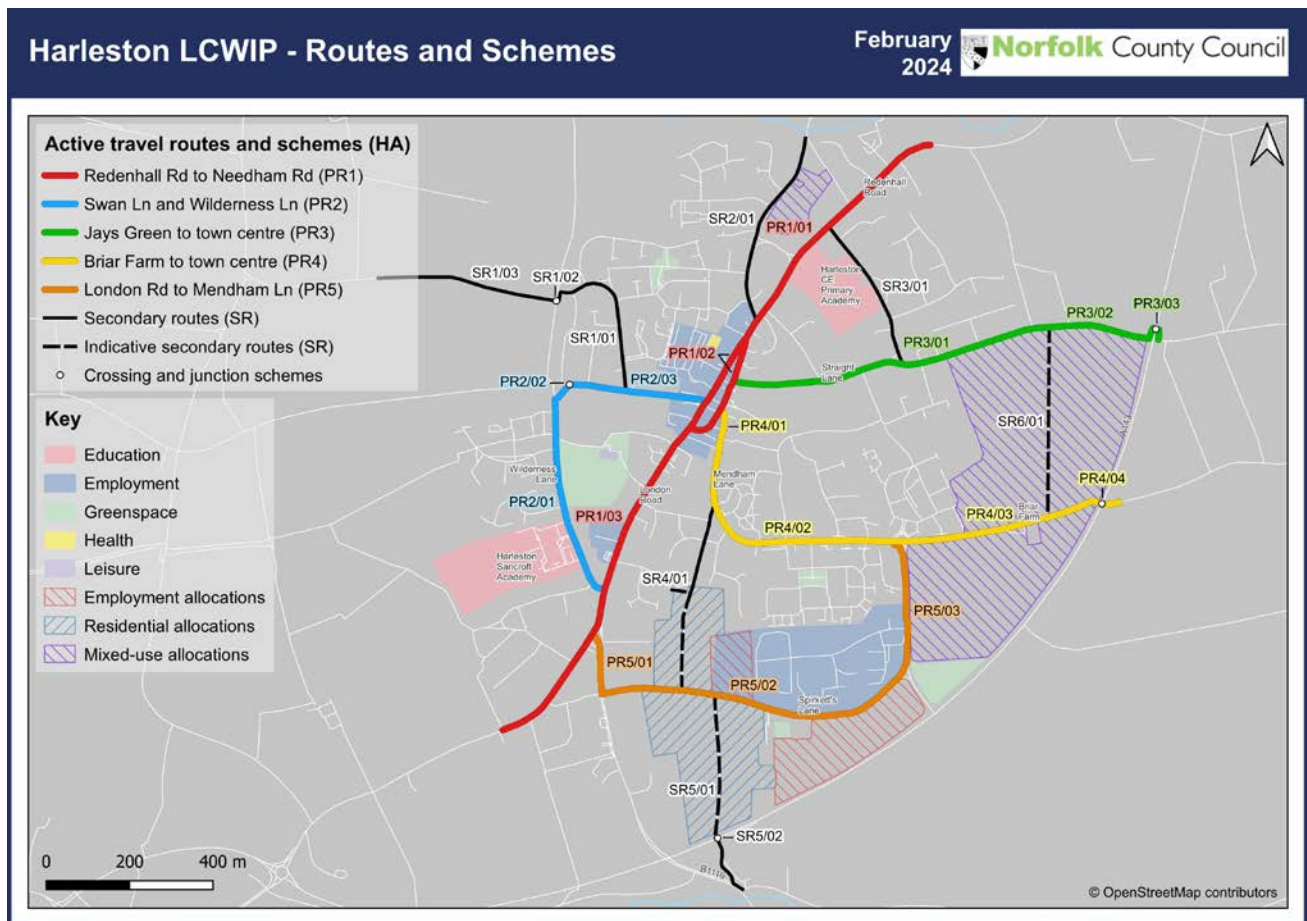 Harleston LCWIP - Routes and Schemes
February
2024
Norfolk County Council
Active travel routes and schemes (HA)
Redenhall Rd to Needham Rd (PR1)
Swan Ln and Wilderness Ln (PR2)
Jays Green to town centre (PR3)
Briar Farm to town centre (PR4)
London Rd to Mendham Ln (PR5)
Secondary routes (SR)
Indicative secondary routes (SR)
Crossing and junction schemes
Key
Education
Employment
Greenspace
Health
Leisure
Employment allocations
Residential allocations
Mixed-use allocations
Redenhall
Road
SR2/01
PR1/01
Harleston
CE
Primary
Academy
SR3/01
SR1/03
SR1/02
SR1/01
PR3/03
PR3/02
PR3/01
PR1/02
Straight
Lane
PR2/02
PR2/03
PR4/01
SR6/01
A143
Wilderness
Lane
Mendham
Lane
PR4/04
London
Road
PR2/01
PR1/03
PR4/02
PR4/03
Briar
Farm
Harleston
Sancroft
Academy
SR4/01
PR5/03
PR5/01
PR5/02
Spirkett's
Lane
SR5/01
SR5/02
B1116
0 200 400 m
© OpenStreetMap contributors